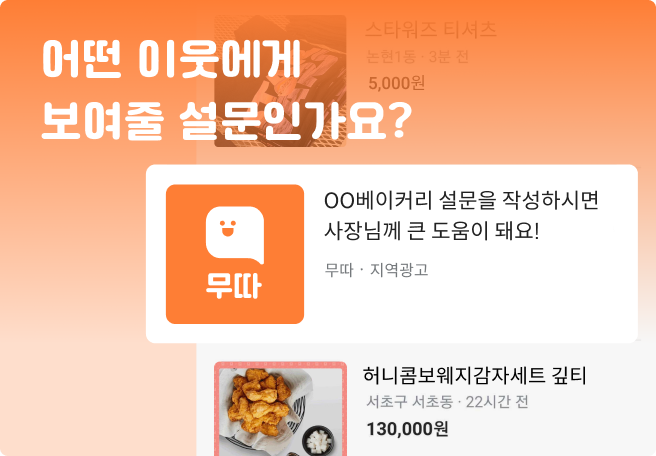 어떤 이웃에게
보여줄 설문인가요?
스타워즈 티셔츠
논현1동 · 3분 전
5,000원
무따
OO베이커리 설문을 작성하시면
사장님께 큰 도움이 돼요!
무따 · 지역광고
허니콤보웨지감자세트 깊티
서초구 서초동 · 22시간 전
130,000원